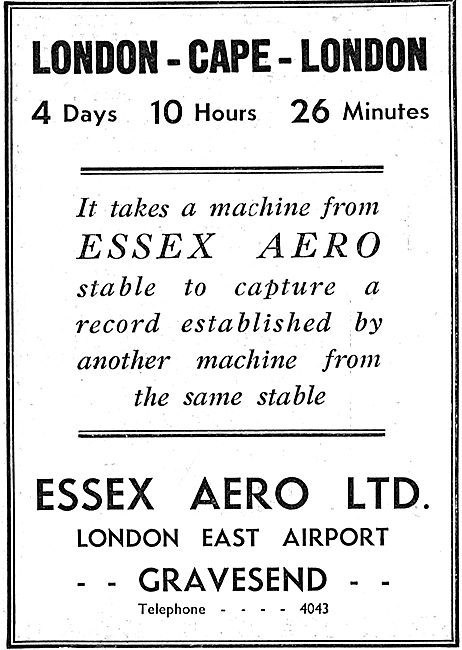 LONDON - CAPE - LONDON
4 Days 10 Hours 26 Minutes
It takes a machine from
ESSEX AERO
stable to capture a
record established by
another machine from
the same stable
ESSEX AERO LTD.
LONDON EAST AIRPORT
- - GRAVESEND - -
Telephone - - - - 4043